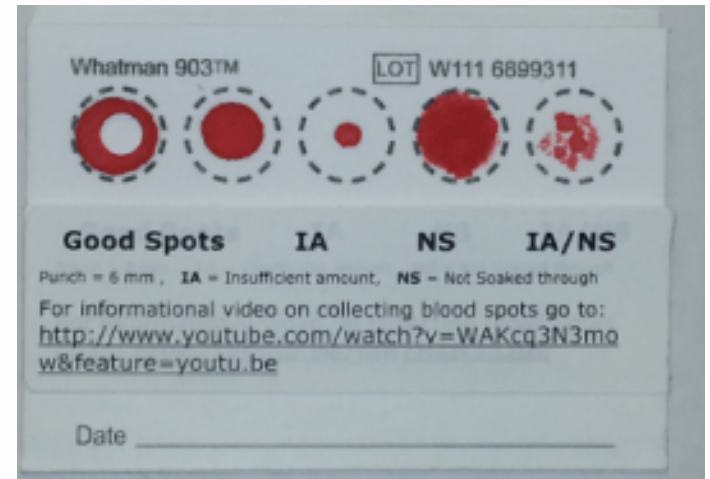 Whatman 903™ LOT W111 6899311
Good Spots IA NS IA/NS
Punch = 6 mm, IA = Insufficient amount, NS - Not Soaked through
For informational video on collecting blood spots go to:
http://www.youtube.com/watch?v=WAKcq3N3mo
w&feature=youtu.be
Date